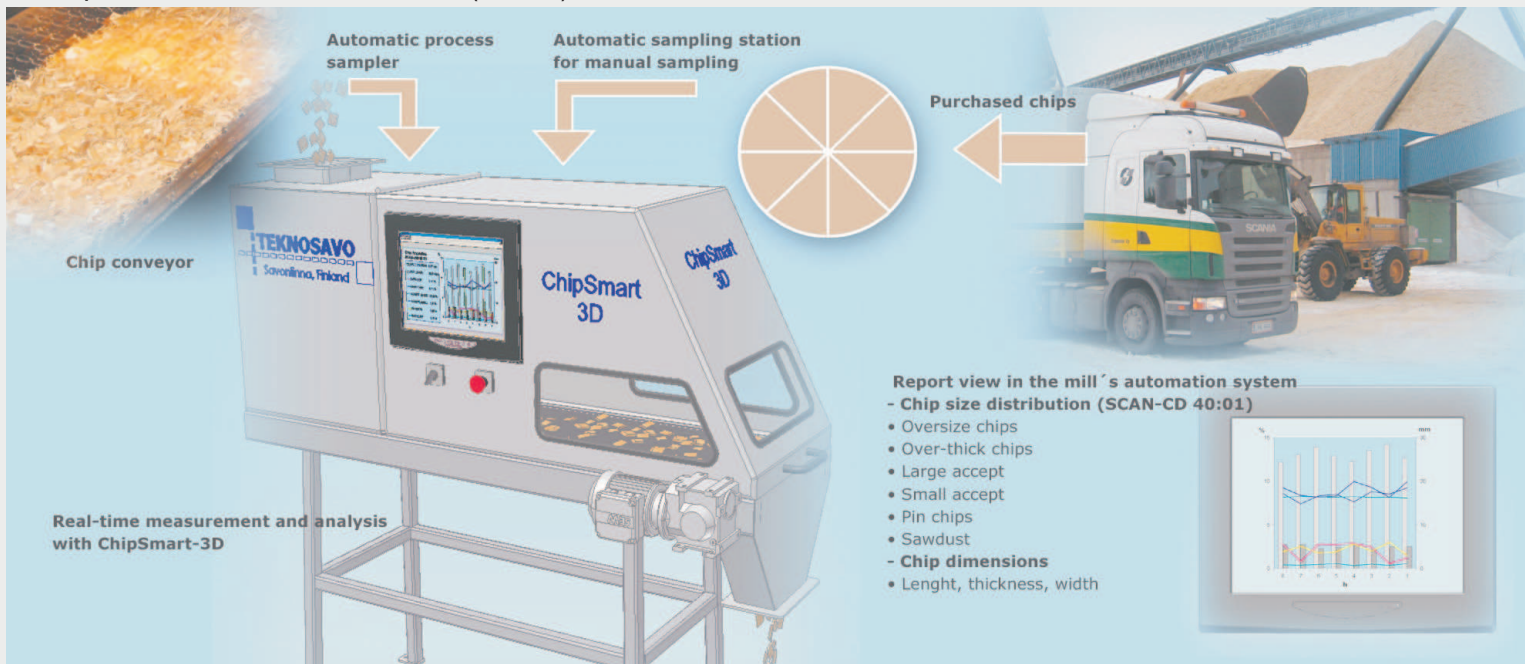 Automatic process
sampler
Automatic sampling station
for manual sampling
Purchased chips
Chip conveyor
TEKNOSAVO
Savonlinna, Finland
ChipSmart
3D
ChipSmart
3D
SCANIA
Real-time measurement and analysis
with ChipSmart-3D
Report view in the mill´s automation system
- Chip size distribution (SCAN-CD 40:01)
• Oversize chips
• Over-thick chips
• Large accept
• Small accept
• Pin chips
• Sawdust
- Chip dimensions
• Lenght, thickness, width
%
mm
h